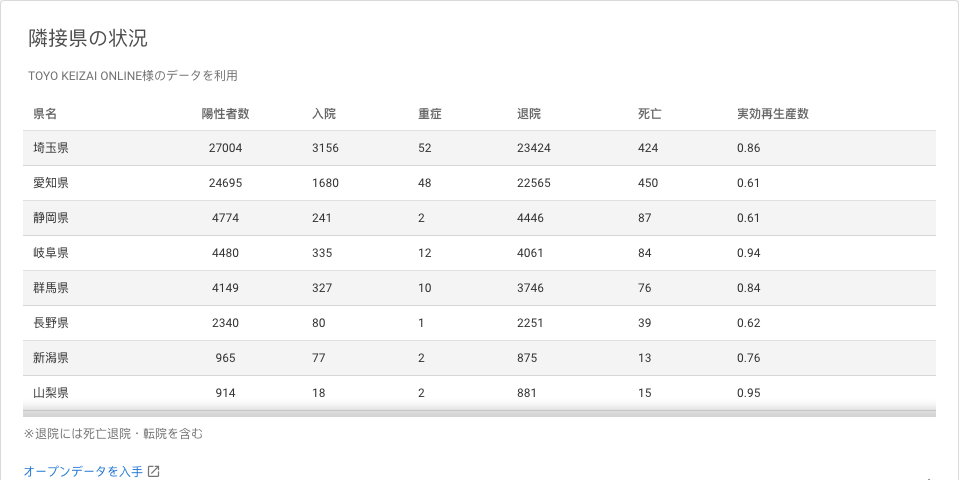 隣接県の状況
TOYO KEIZAI ONLINE様のデータを利用
県名 陽性者数 入院 重症 退院 死亡 実効再生産数
埼玉県 27004 3156 52 23424 424 0.86
愛知県 24695 1680 48 22565 450 0.61
静岡県 4774 241 2 4446 87 0.61
岐阜県 4480 335 12 4061 84 0.94
群馬県 4149 327 10 3746 76 0.84
長野県 2340 80 1 2251 39 0.62
新潟県 965 77 2 875 13 0.76
山梨県 914 18 2 881 15 0.95
※退院には死亡退院・転院を含む
オープンデータを入手